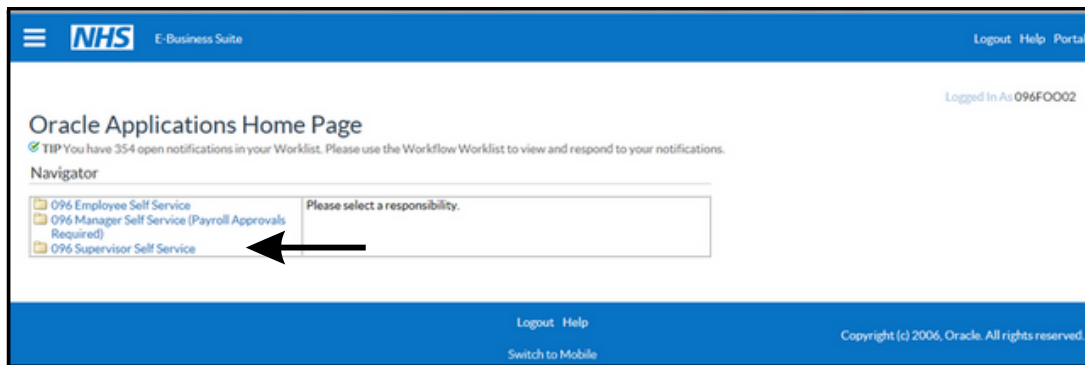 NHS E-Business Suite Logout Help Portal
Logged In As 096FOO02
Oracle Applications Home Page
TIP You have 354 open notifications in your Worklist. Please use the Workflow Worklist to view and respond to your notifications.
Navigator
096 Employee Self Service
096 Manager Self Service (Payroll Approvals
Required)
096 Supervisor Self Service
Please select a responsibility.
Logout Help
Copyright (c) 2006, Oracle. All rights reserved.
Switch to Mobile